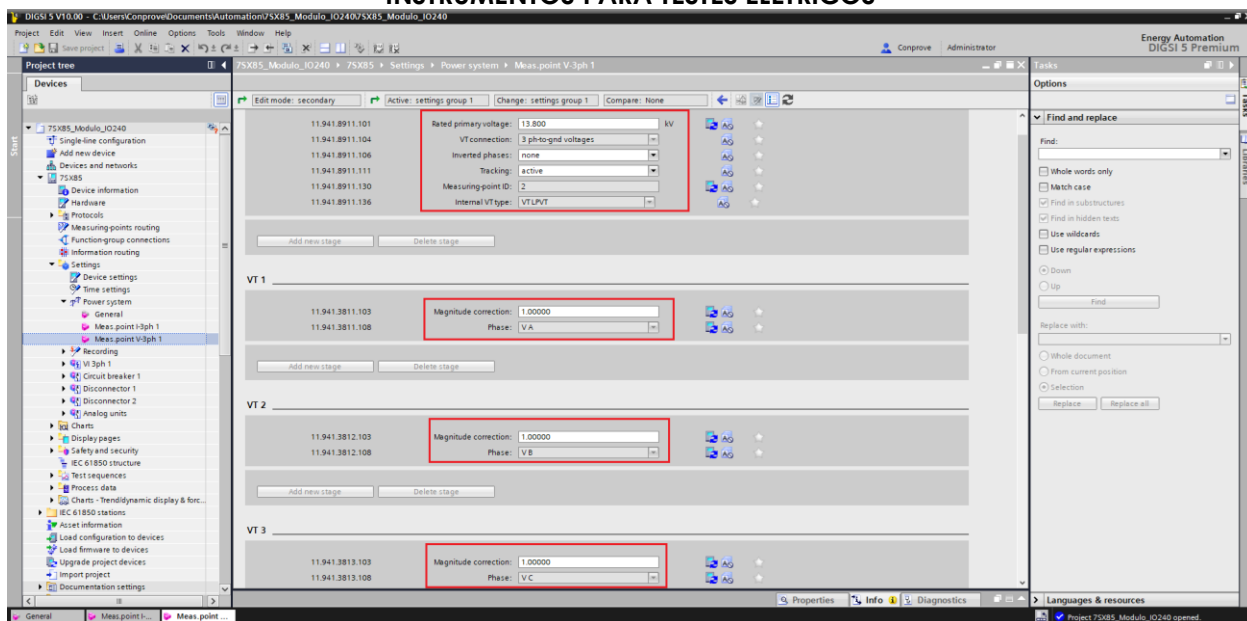 INSTRUMENTOS PARA TESTES ELÉTRICOS
DIGSI 5 V10.00 - C:\Users\Conprove\Documents\Automation\7SX85_Modulo_IO240\7SX85_Modulo_IO240
Project Edit View Insert Online Options Tools Window Help
Save project
Conprove Administrator
Energy Automation
DIGSI 5 Premium
Project tree
7SX85_Modulo_IO240 > 7SX85 > Settings > Power system > Meas.point V-3ph 1
Tasks
Devices
Options
Start
Edit mode: secondary
Active: settings group 1
Change: settings group 1
Compare: None
7SX85_Modulo_IO240
Single-line configuration
Add new device
Devices and networks
7SX85
Device information
Hardware
Protocols
Measuring-points routing
Function-group connections
Information routing
Settings
Device settings
Time settings
Power system
General
Meas.point I-3ph 1
Meas.point V-3ph 1
Recording
VI 3ph 1
Circuit breaker 1
Disconnector 1
Disconnector 2
Analog units
Charts
Display pages
Safety and security
IEC 61850 structure
Test sequences
Process data
Charts - Trend/dynamic display & forc...
IEC 61850 stations
Asset information
Load configuration to devices
Load firmware to devices
Upgrade project devices
Import project
Documentation settings
11.941.8911.101 Rated primary voltage: 13.800 kV
11.941.8911.104 VT connection: 3 ph-to-gnd voltages
11.941.8911.106 Inverted phases: none
11.941.8911.111 Tracking: active
11.941.8911.130 Measuring-point ID: 2
11.941.8911.136 Internal VT type: VT LPVT
Add new stage Delete stage
VT 1
11.941.3811.103 Magnitude correction: 1.00000
11.941.3811.108 Phase: V A
Add new stage Delete stage
VT 2
11.941.3812.103 Magnitude correction: 1.00000
11.941.3812.108 Phase: V B
Add new stage Delete stage
VT 3
11.941.3813.103 Magnitude correction: 1.00000
11.941.3813.108 Phase: V C
Find and replace
Find:
Whole words only
Match case
Find in substructures
Find in hidden texts
Use wildcards
Use regular expressions
Down
Up
Find
Replace with:
Whole document
From current position
Selection
Replace Replace all
Tasks
Libraries
Properties Info Diagnostics
Languages & resources
General Meas.point I-... Meas.point ...
Project 7SX85_Modulo_IO240 opened.